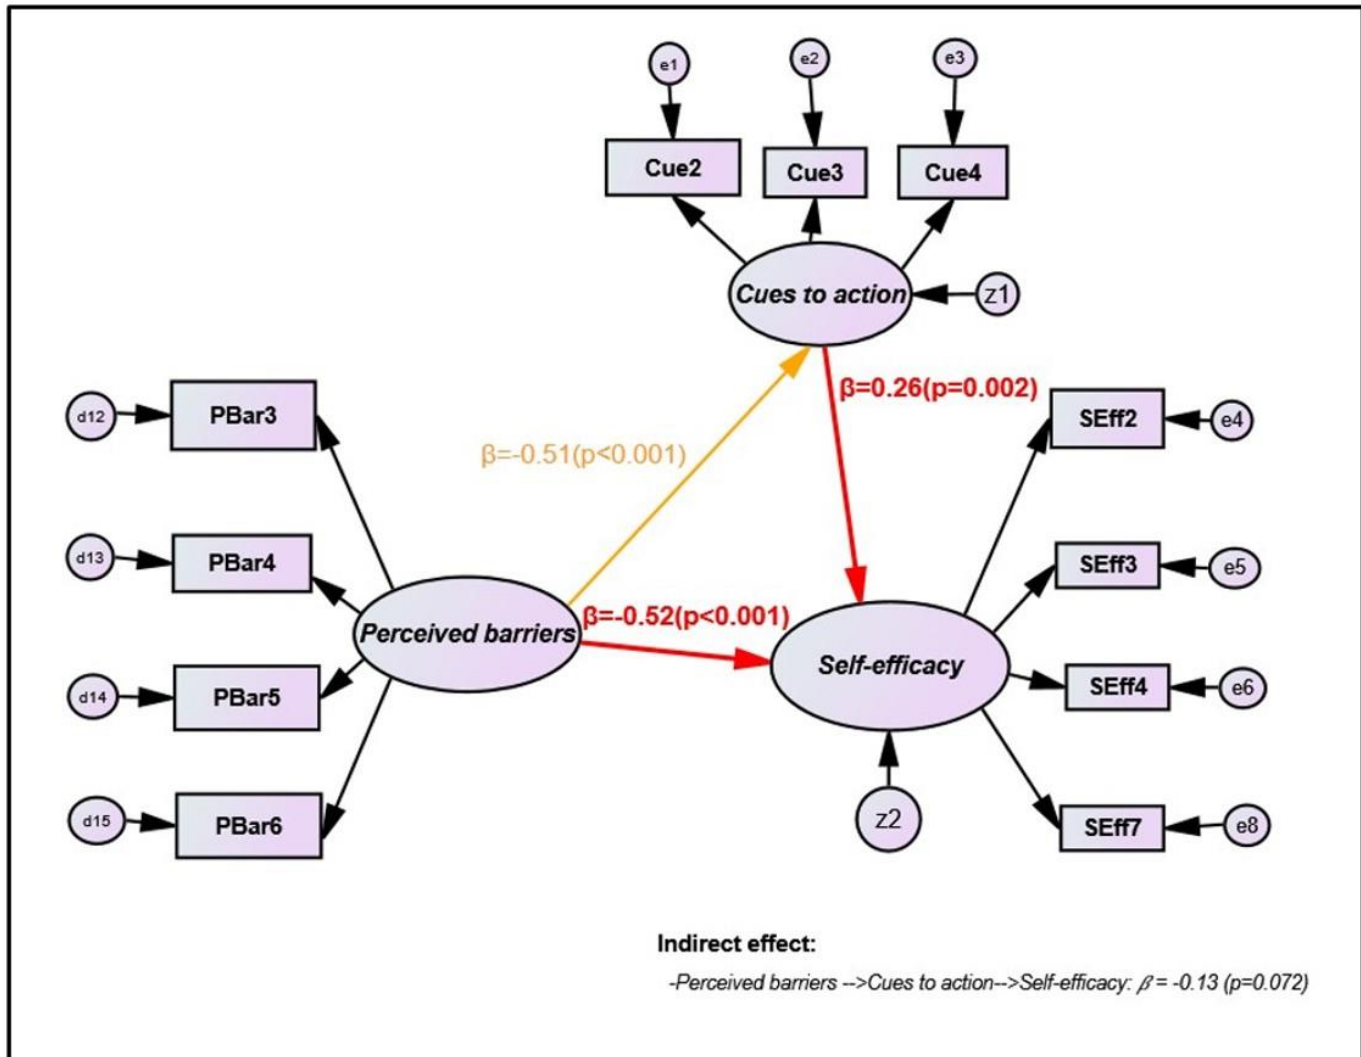 e1
e2
e3
Cue2
Cue3
Cue4
Cues to action
z1
β=0.26(p=0.002)
d12
PBar3
SEff2
e4
β=-0.51(p<0.001)
d13
PBar4
SEff3
e5
β=-0.52(p<0.001)
Perceived barriers
Self-efficacy
d14
PBar5
SEff4
e6
d15
PBar6
z2
SEff7
e8
Indirect effect:
-Perceived barriers -->Cues to action-->Self-efficacy: β = -0.13 (p=0.072)